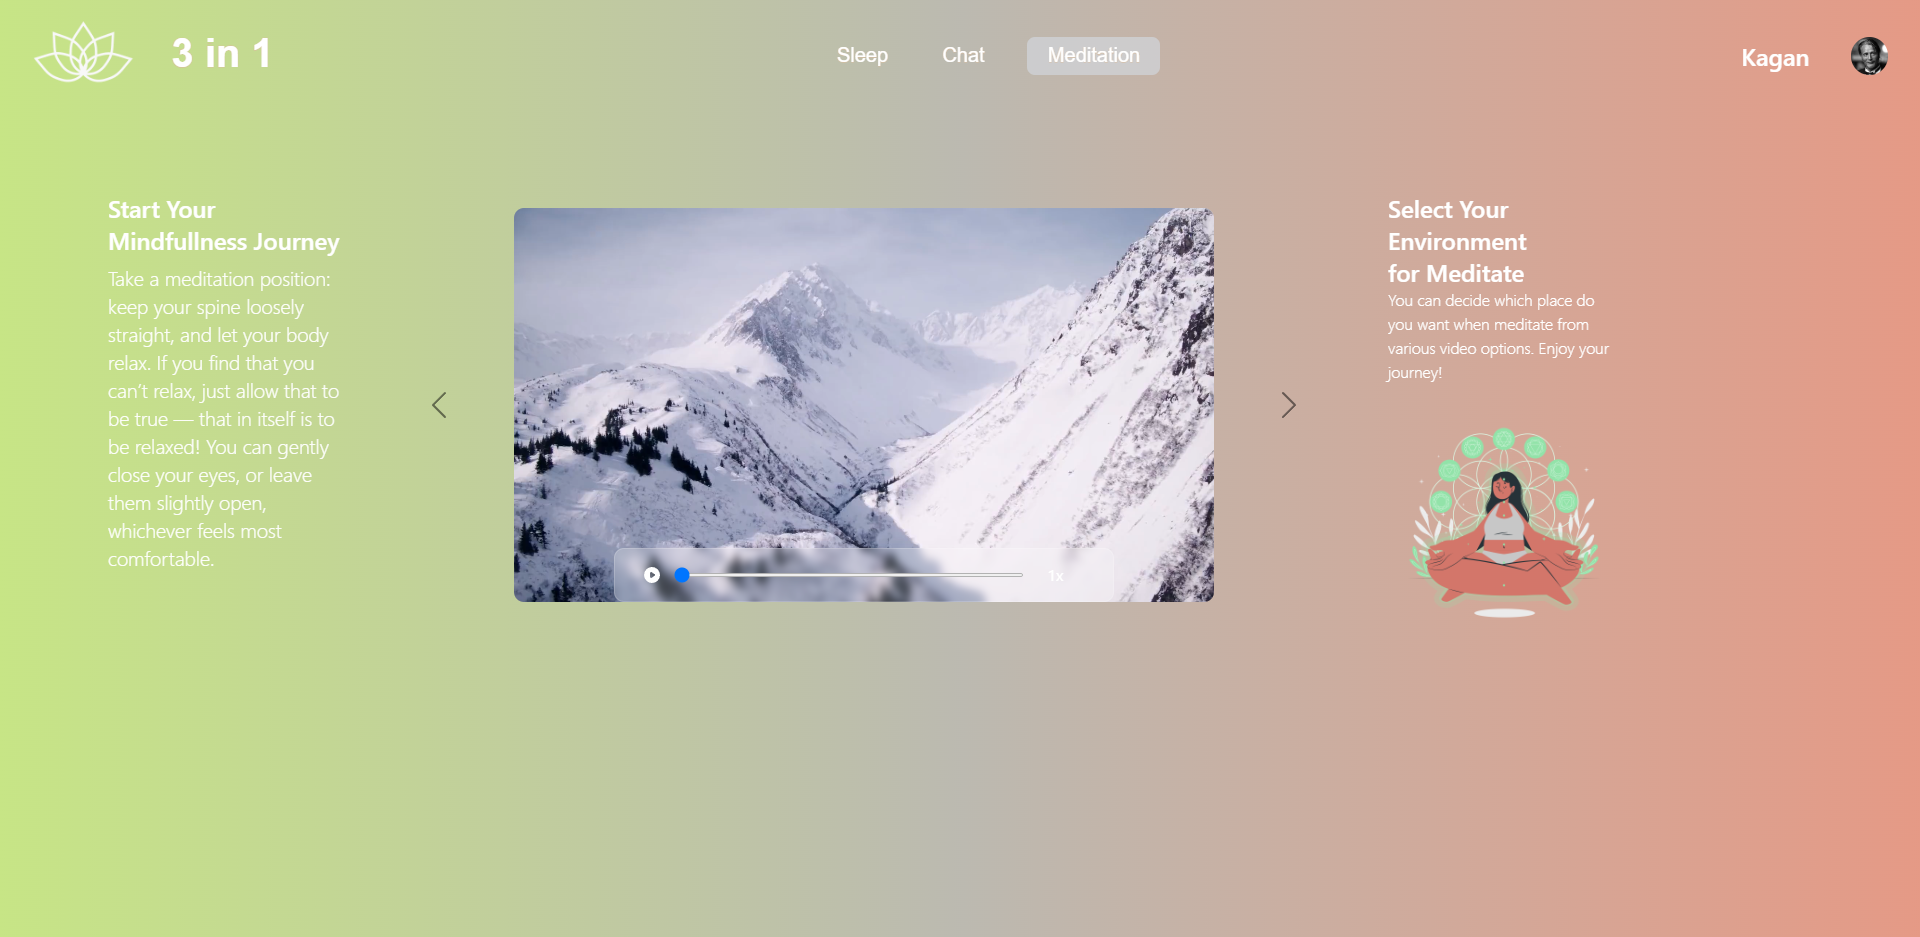 3 in 1
Sleep
Chat
Meditation
Kagan
Start Your
Mindfullness Journey
Take a meditation position:
keep your spine loosely
straight, and let your body
relax. If you find that you
can't relax, just allow that to
be true — that in itself is to
be relaxed! You can gently
close your eyes, or leave
them slightly open,
whichever feels most
comfortable.
1x
Select Your
Environment
for Meditate
You can decide which place do
you want when meditate from
various video options. Enjoy your
journey!